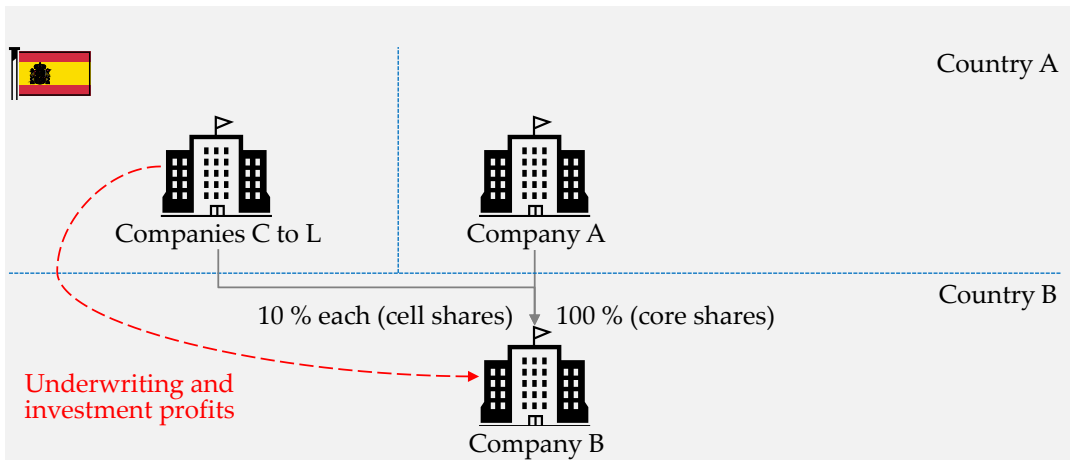 Country A
Companies C to L
Company A
Country B
10 % each (cell shares)
100 % (core shares)
Underwriting and
investment profits
Company B